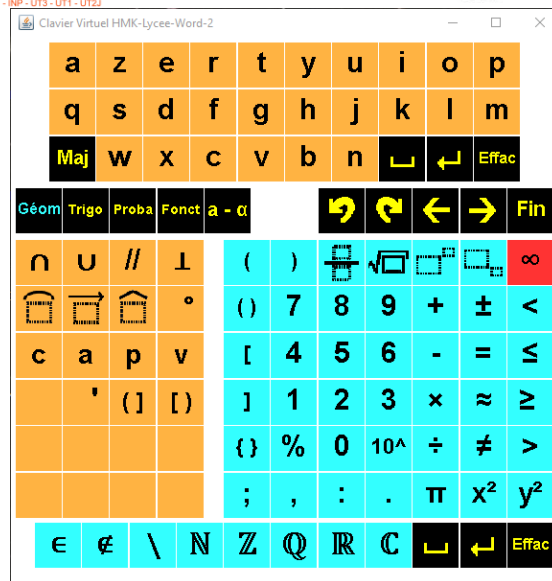 - INP - UT3 - UT1 - UT2J
Clavier Virtuel HMK-Lycee-Word-2
a z e r t y u i o p
q s d f g h j k l m
Maj w x c v b n ⎵ ↵ Effac
Géom Trigo Proba Fonct a - α ↶ ↷ ← → Fin
∩ ∪ // ⊥ ( ) √ ∞
° ( ) 7 8 9 + ± <
c a p v [ 4 5 6 - = ≤
' ( ] [ ) ] 1 2 3 × ≈ ≥
{ } % 0 10^ ÷ ≠ >
; , : . π x² y²
∈ ∉ \ ℕ ℤ ℚ ℝ ℂ ⎵ ↵ Effac